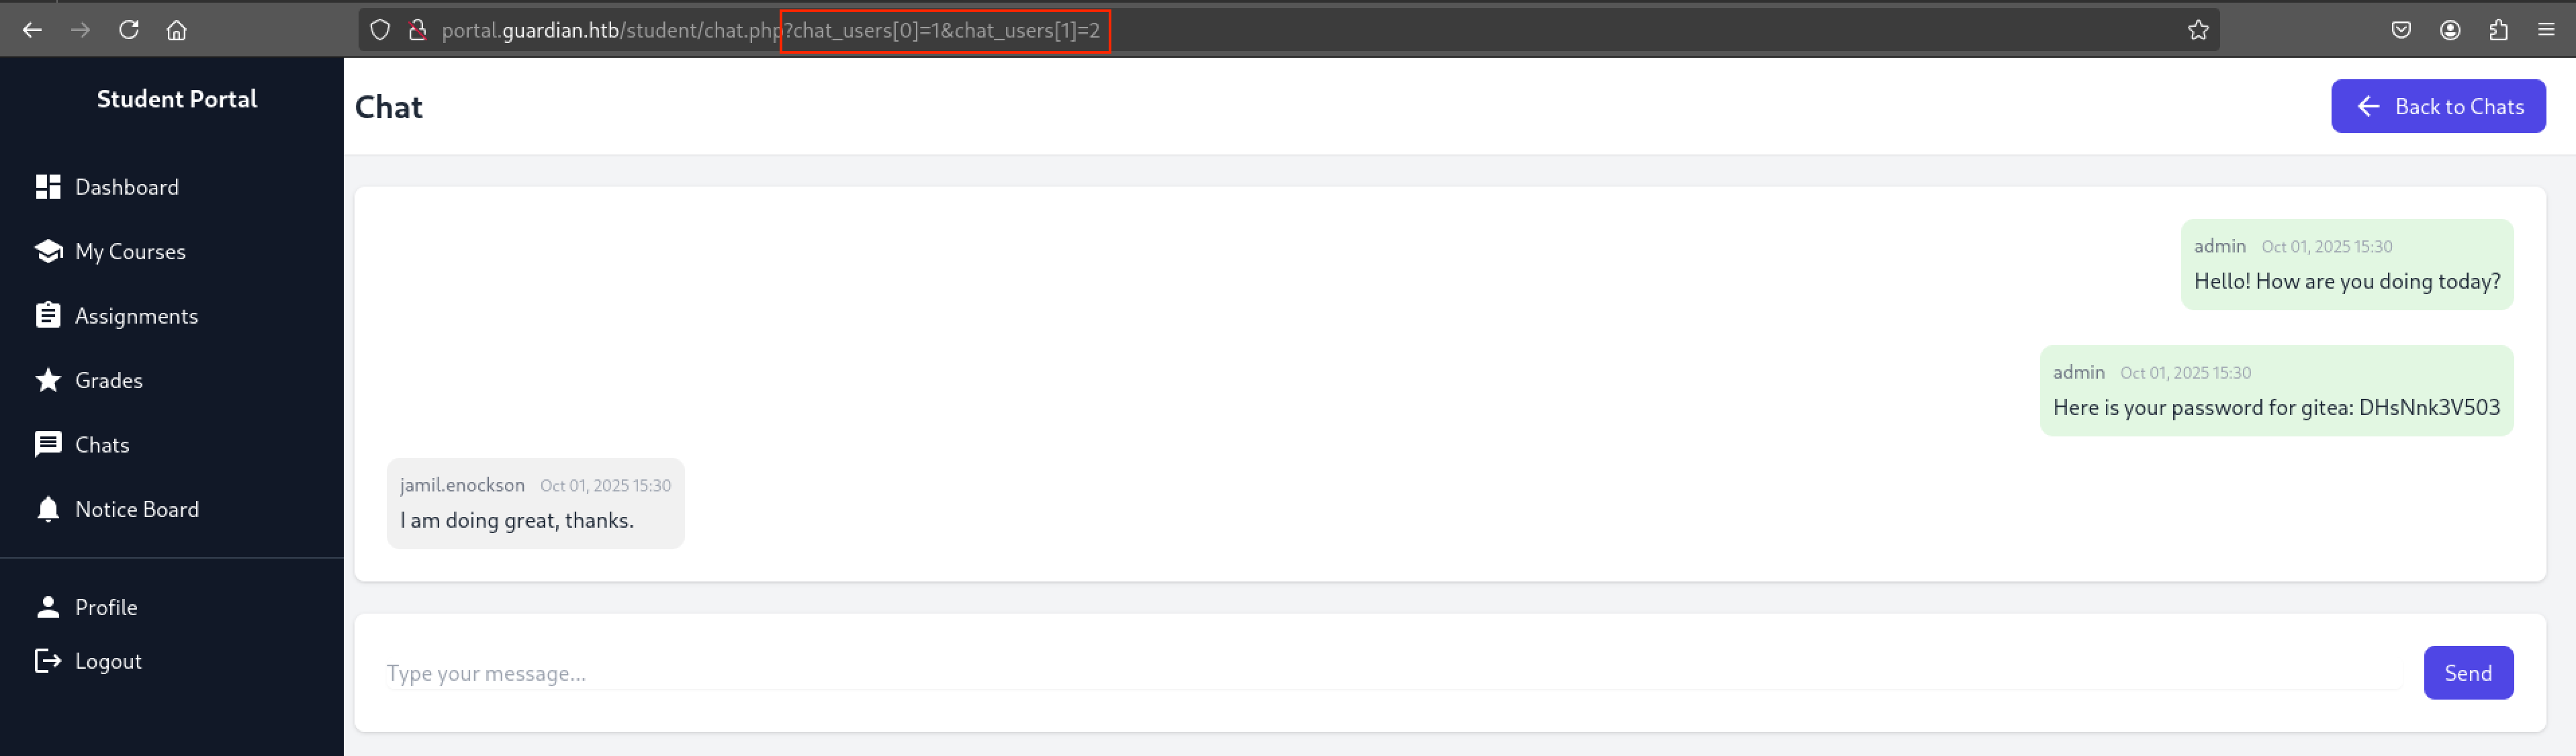 portal.guardian.htb/student/chat.php?chat_users[0]=1&chat_users[1]=2
Student Portal
Dashboard
My Courses
Assignments
Grades
Chats
Notice Board
Profile
Logout
Chat
Back to Chats
admin Oct 01, 2025 15:30
Hello! How are you doing today?
admin Oct 01, 2025 15:30
Here is your password for gitea: DHsNnk3V503
jamil.enockson Oct 01, 2025 15:30
I am doing great, thanks.
Type your message...
Send